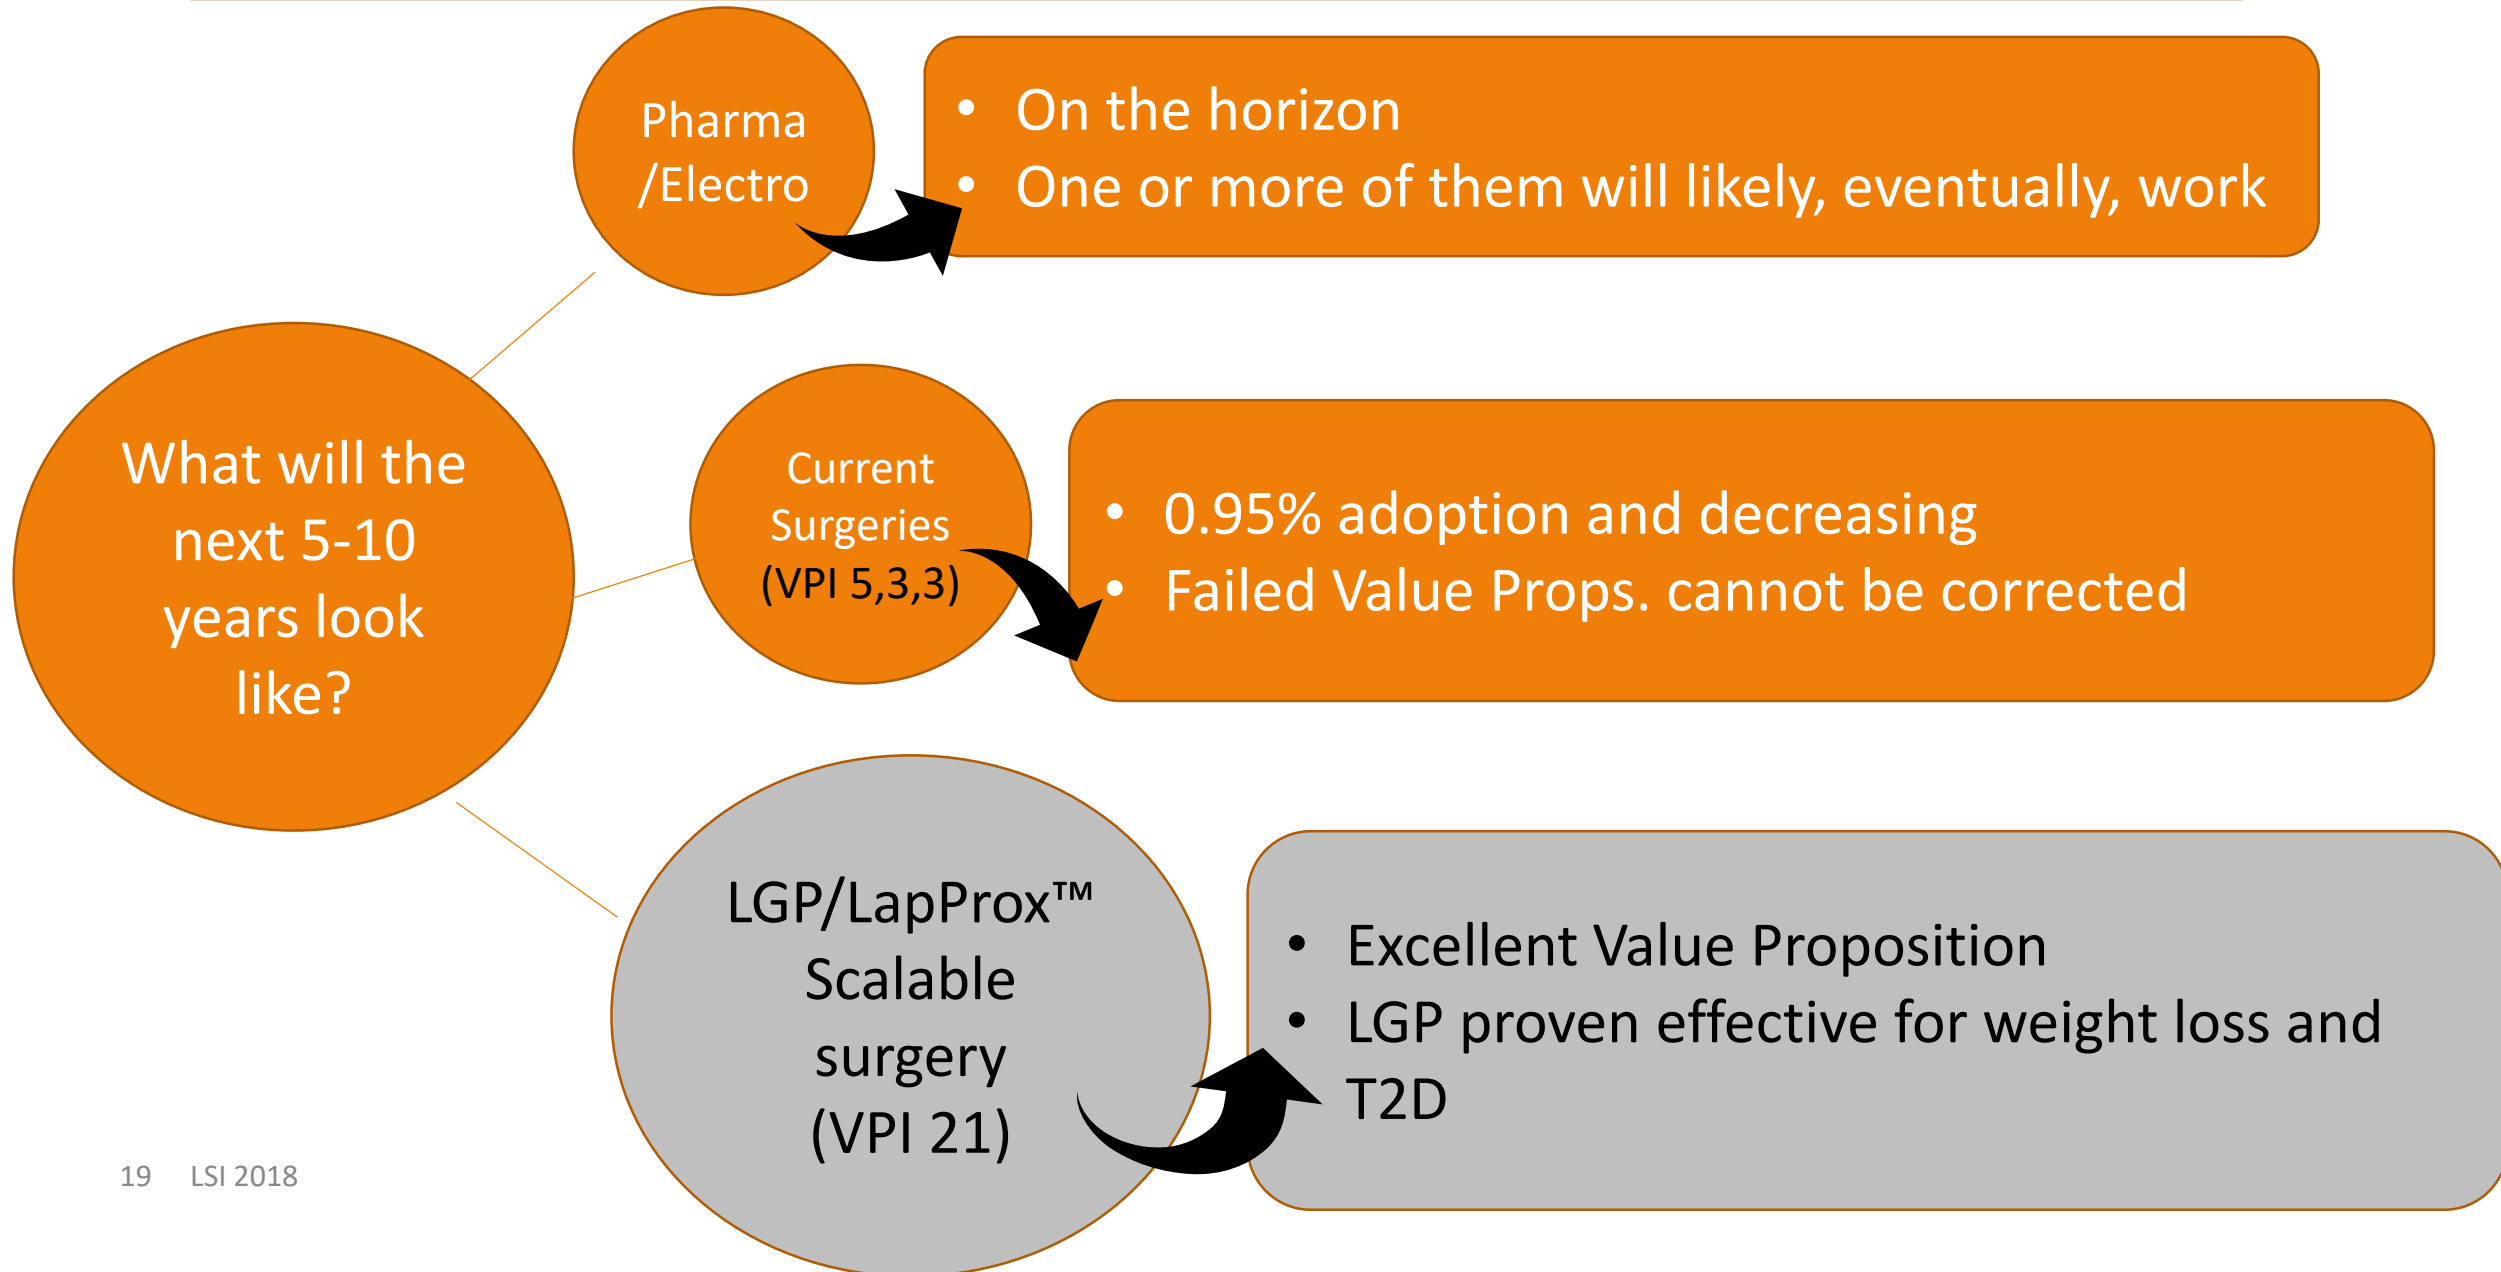 Pharma
/Electro
• On the horizon
• One or more of them will likely, eventually, work
What will the
next 5-10
years look
like?
Current
Surgeries
(VPI 5,3,3)
• 0.95% adoption and decreasing
• Failed Value Props. cannot be corrected
LGP/LapProx™
Scalable
surgery
(VPI 21)
• Excellent Value Proposition
• LGP proven effective for weight loss and
T2D
19 LSI 2018